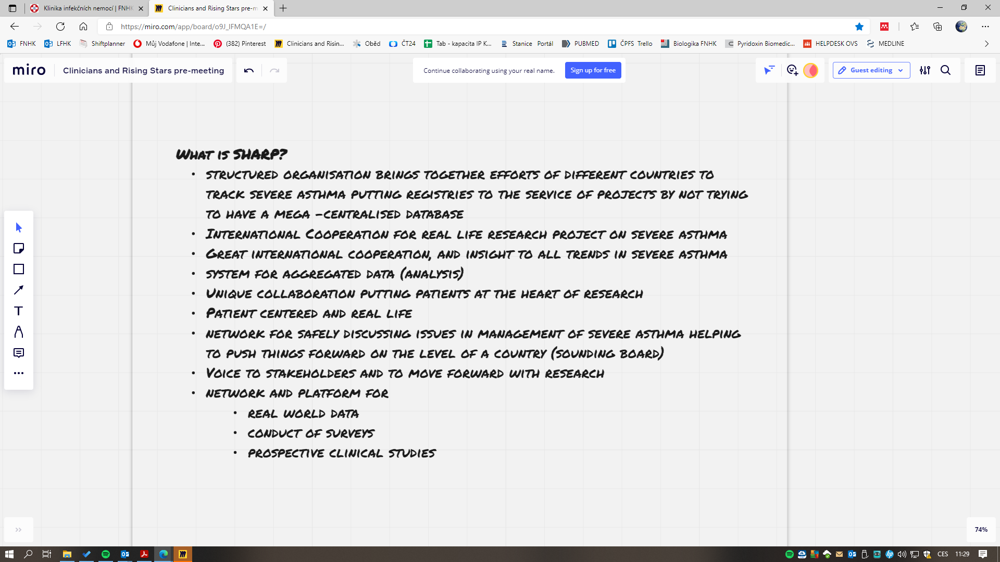 Klinika infekčních nemocí | FNHK
Clinicians and Rising Stars pre-m
https://miro.com/app/board/o9J_lFMQA1E=/
FNHK LFHK Shiftplanner Můj Vodafone | Inte... (382) Pinterest Clinicians and Risin... Oběd ČT24 Tab - kapacita IP K... Stanice Portál PUBMED ČPFS Trello Biologika FNHK Pyridoxin Biomedic... HELPDESK OVS MEDLINE
miro Clinicians and Rising Stars pre-meeting Continue collaborating using your real name. Sign up for free Guest editing
What is SHARP?
• structured organisation brings together efforts of different countries to
track severe asthma putting registries to the service of projects by not trying
to have a mega -centralised database
• International Cooperation for real life research project on severe asthma
• Great international cooperation, and insight to all trends in severe asthma
• system for aggregated data (analysis)
• Unique collaboration putting patients at the heart of research
• Patient centered and real life
• network for safely discussing issues in management of severe asthma helping
to push things forward on the level of a country (sounding board)
• Voice to stakeholders and to move forward with research
• network and platform for
• real world data
• conduct of surveys
• prospective clinical studies
74%
CES 11:29